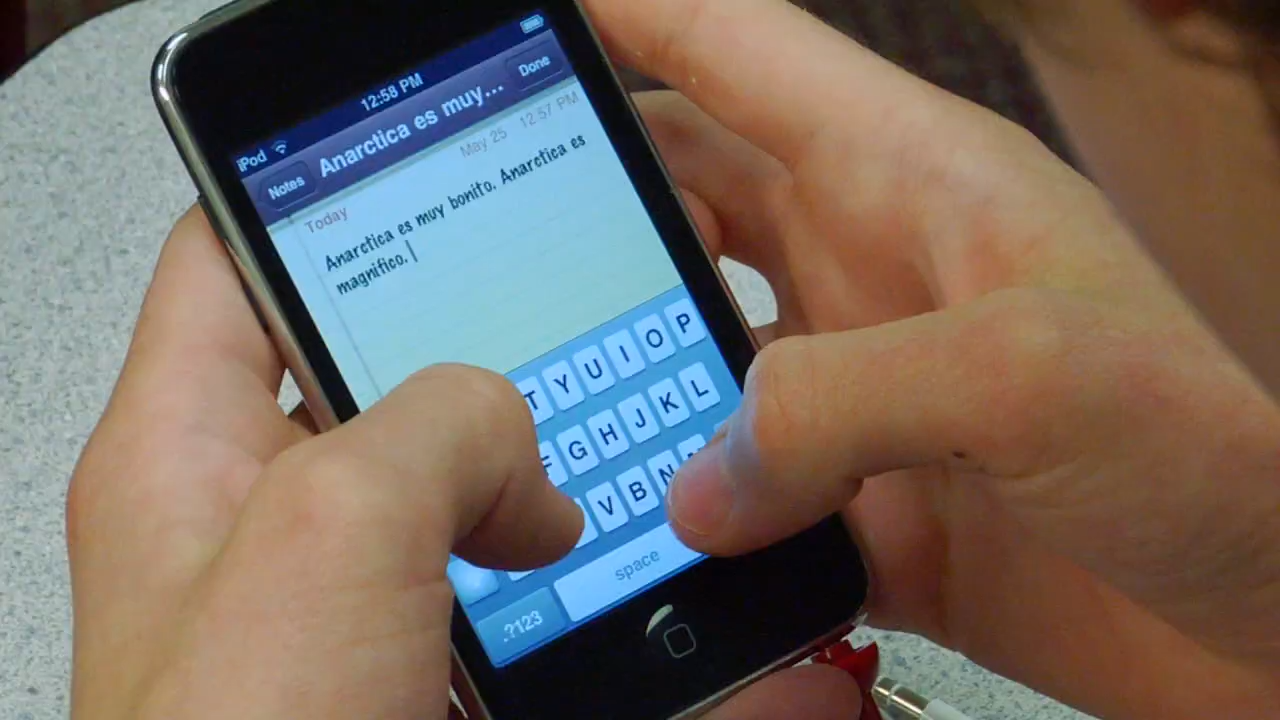 iPod 12:58 PM
Notes Anarctica es muy... Done
Today May 25 12:57 PM
Anarctica es muy bonito. Anarctica es
magnifico.
T Y U I O P
F G H J K L
V B N
.?123 space